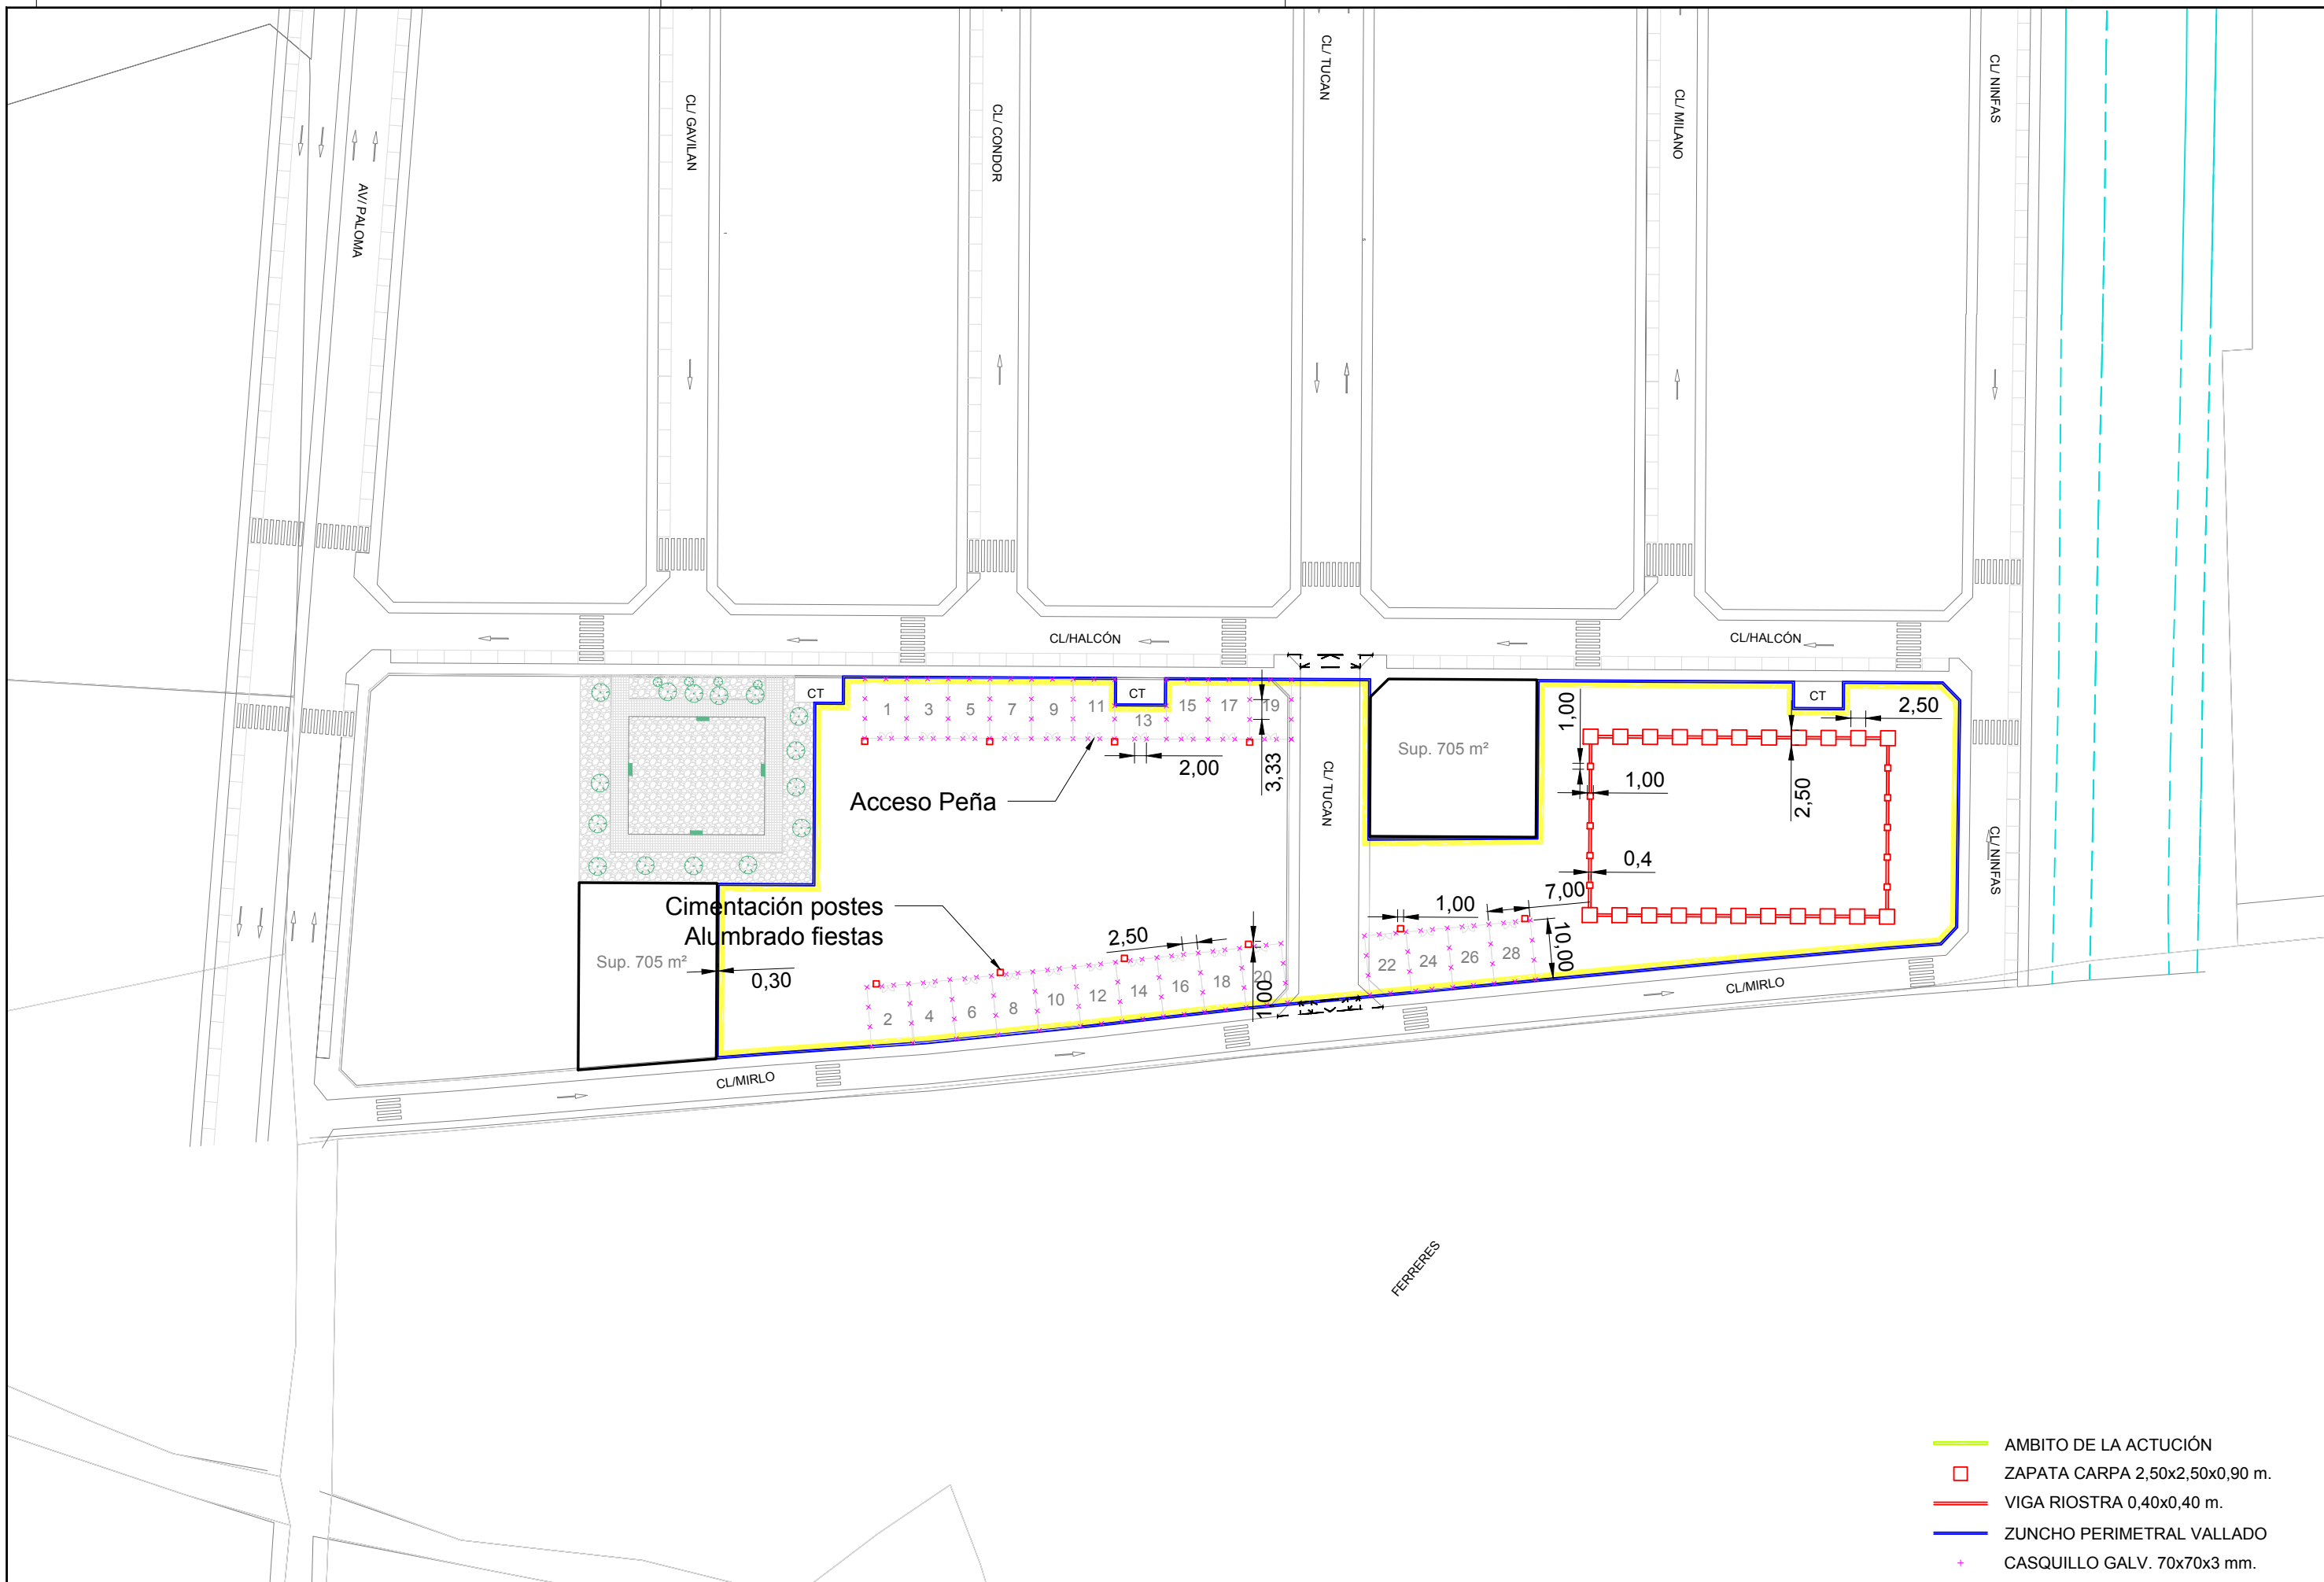 CL/ TUCAN
CL/ NINFAS
CL/ GAVILAN
CL/ CONDOR
CL/ MILANO
AV/ PALOMA
CL/HALCÓN
CL/HALCÓN
CT
CT
CT
1
3
5
7
9
11
13
15
17
19
2,00
3,33
Acceso Peña
CL/ TUCAN
Sup. 705 m²
1,00
1,00
2,50
2,50
0,4
CL/ NINFAS
Cimentación postes
Alumbrado fiestas
Sup. 705 m²
0,30
2,50
1,00
1,00
7,00
10,00
2
4
6
8
10
12
14
16
18
20
22
24
26
28
CL/MIRLO
CL/MIRLO
FERRERES
AMBITO DE LA ACTUCIÓN
ZAPATA CARPA 2,50x2,50x0,90 m.
VIGA RIOSTRA 0,40x0,40 m.
ZUNCHO PERIMETRAL VALLADO
CASQUILLO GALV. 70x70x3 mm.